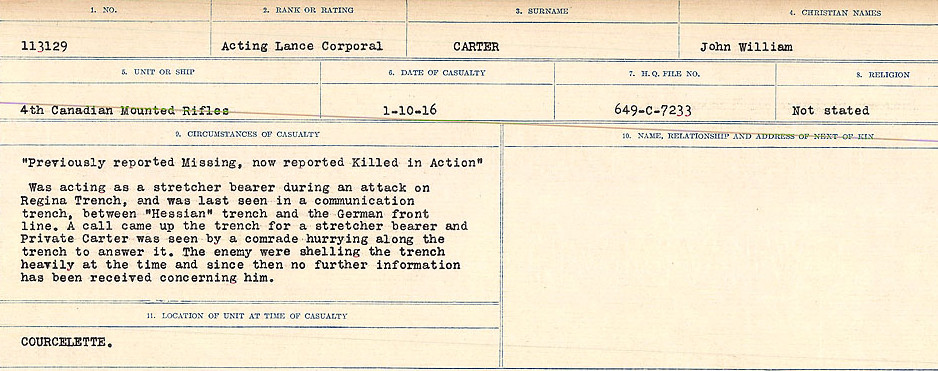 1. NO. 2. RANK OR RATING 3. SURNAME 4. CHRISTIAN NAMES
113129 Acting Lance Corporal CARTER John William
5. UNIT OR SHIP 6. DATE OF CASUALTY 7. H. Q. FILE NO. 8. RELIGION
4th Canadian Mounted Rifles 1-10-16 649-C-7233 Not stated
9. CIRCUMSTANCES OF CASUALTY 10. NAME, RELATIONSHIP AND ADDRESS OF NEXT OF KIN
"Previously reported Missing, now reported Killed in Action"
Was acting as a stretcher bearer during an attack on
Regina Trench, and was last seen in a communication
trench, between "Hessian" trench and the German front
line. A call came up the trench for a stretcher bearer and
Private Carter was seen by a comrade hurrying along the
trench to answer it. The enemy were shelling the trench
heavily at the time and since then no further information
has been received concerning him.
11. LOCATION OF UNIT AT TIME OF CASUALTY
COURCELETTE.